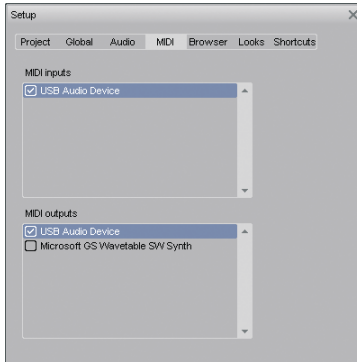 Setup
Project Global Audio MIDI Browser Looks Shortcuts
MIDI inputs
USB Audio Device
MIDI outputs
USB Audio Device
Microsoft GS Wavetable SW Synth